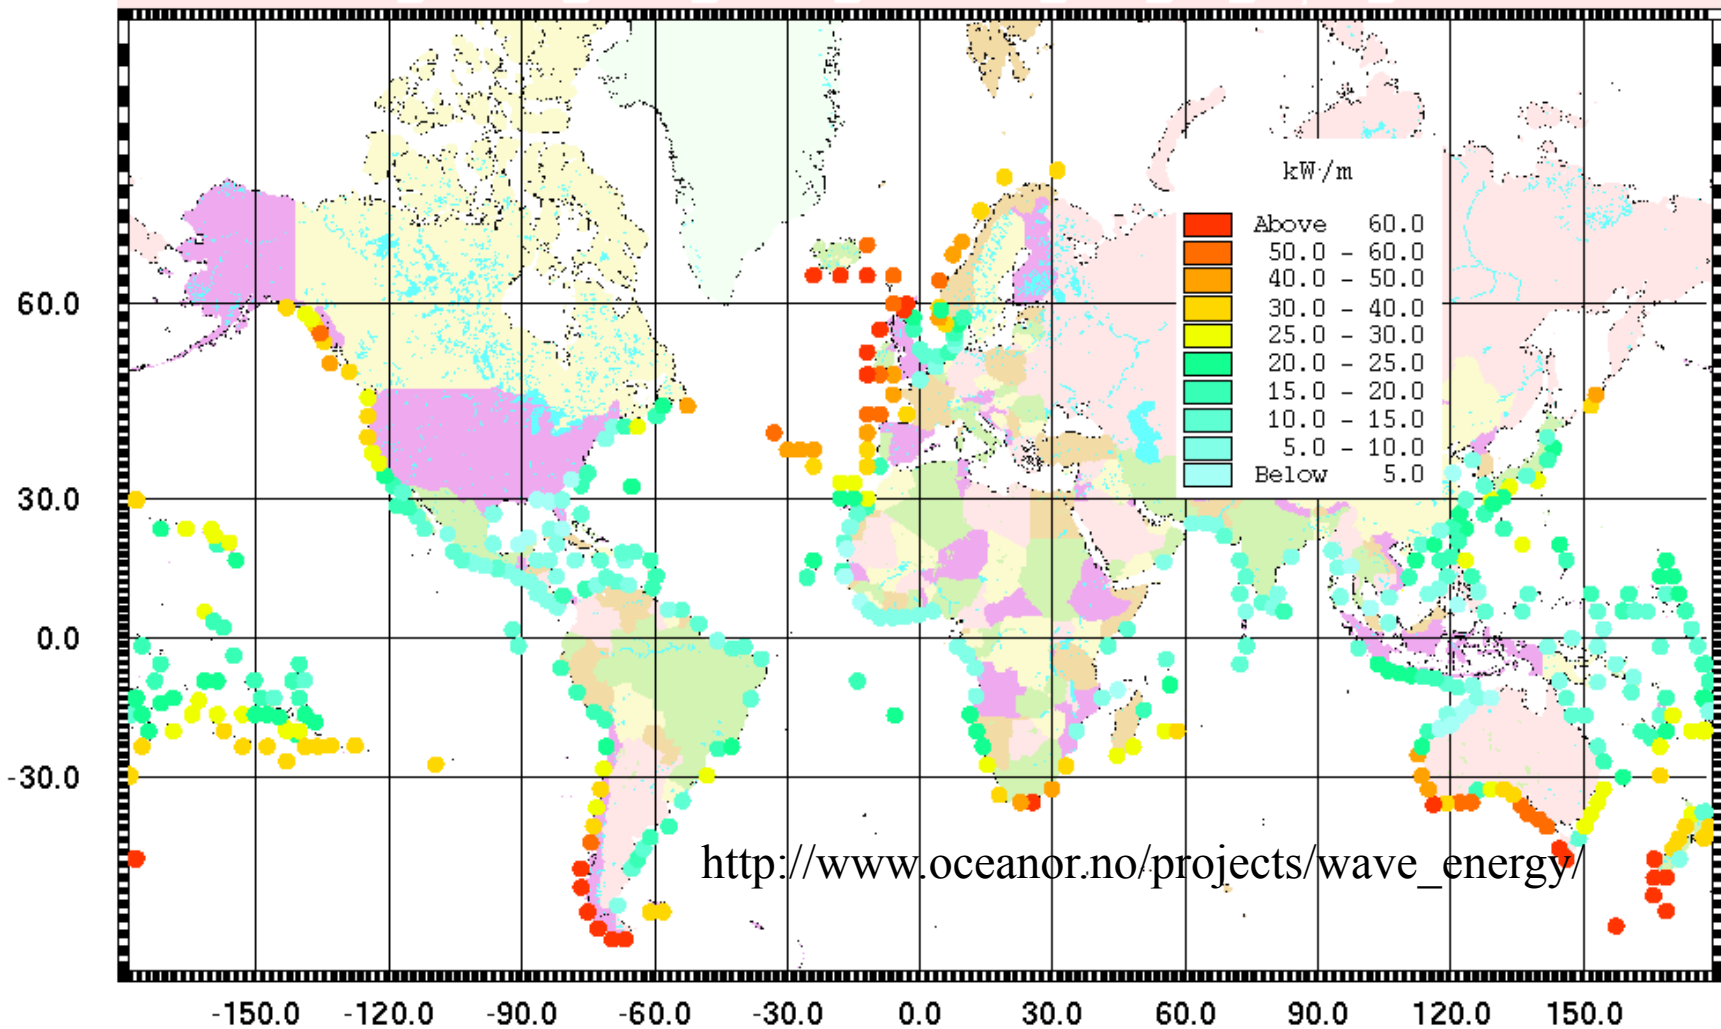 kW/m
Above 60.0
50.0 - 60.0
40.0 - 50.0
30.0 - 40.0
25.0 - 30.0
20.0 - 25.0
15.0 - 20.0
10.0 - 15.0
5.0 - 10.0
Below 5.0
60.0
30.0
0.0
-30.0
http://www.oceanor.no/projects/wave_energy/
-150.0 -120.0 -90.0 -60.0 -30.0 0.0 30.0 60.0 90.0 120.0 150.0